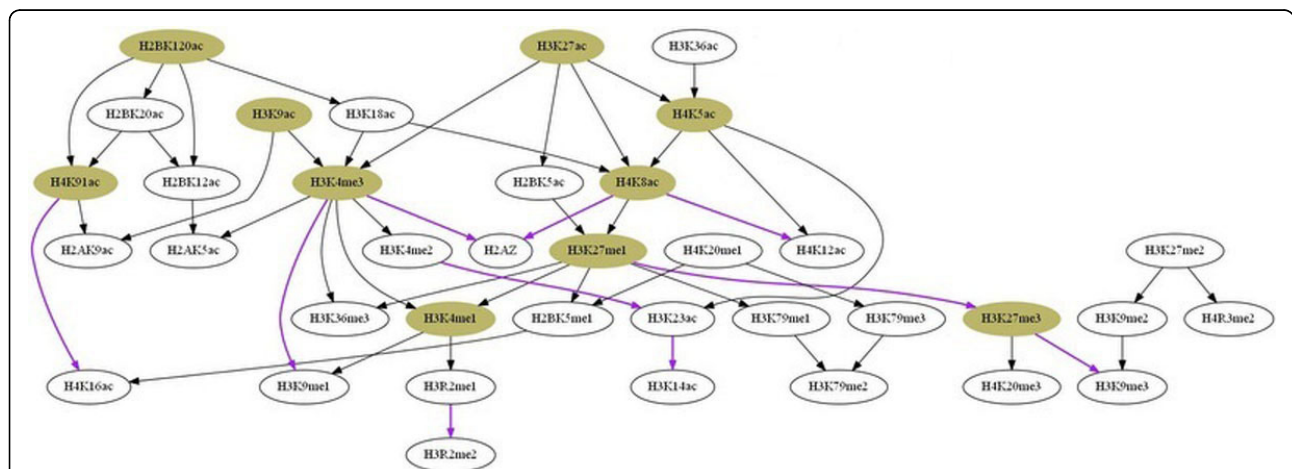 H2BK120ac H3K27ac H3K36ac
H2BK20ac H3K9ac H3K18ac H4K5ac
H4K91ac H2BK12ac H3K4me3 H2BK5ac H4K8ac
H2AK9ac H2AK5ac H3K4me2 H2AZ H3K27me1 H4K20me1 H4K12ac H3K27me2
H3K36me3 H3K4me1 H2BK5me1 H3K23ac H3K79me1 H3K79me3 H3K27me3 H3K9me2 H4R3me2
H4K16ac H3K9me1 H3R2me1 H3K14ac H3K79me2 H4K20me3 H3K9me3
H3R2me2